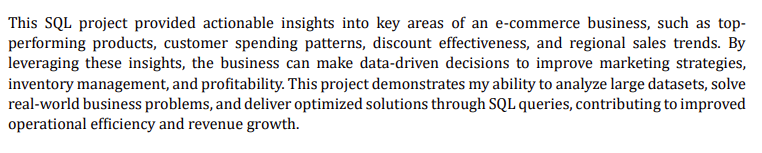 This SQL project provided actionable insights into key areas of an e-commerce business, such as top-
performing products, customer spending patterns, discount effectiveness, and regional sales trends. By
leveraging these insights, the business can make data-driven decisions to improve marketing strategies,
inventory management, and profitability. This project demonstrates my ability to analyze large datasets, solve
real-world business problems, and deliver optimized solutions through SQL queries, contributing to improved
operational efficiency and revenue growth.